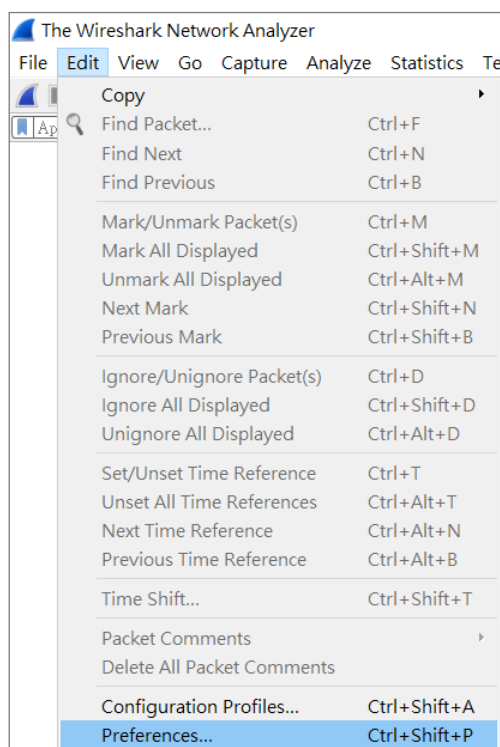 The Wireshark Network Analyzer
File Edit View Go Capture Analyze Statistics Te
Ap
Copy
Find Packet... Ctrl+F
Find Next Ctrl+N
Find Previous Ctrl+B
Mark/Unmark Packet(s) Ctrl+M
Mark All Displayed Ctrl+Shift+M
Unmark All Displayed Ctrl+Alt+M
Next Mark Ctrl+Shift+N
Previous Mark Ctrl+Shift+B
Ignore/Unignore Packet(s) Ctrl+D
Ignore All Displayed Ctrl+Shift+D
Unignore All Displayed Ctrl+Alt+D
Set/Unset Time Reference Ctrl+T
Unset All Time References Ctrl+Alt+T
Next Time Reference Ctrl+Alt+N
Previous Time Reference Ctrl+Alt+B
Time Shift... Ctrl+Shift+T
Packet Comments
Delete All Packet Comments
Configuration Profiles... Ctrl+Shift+A
Preferences... Ctrl+Shift+P